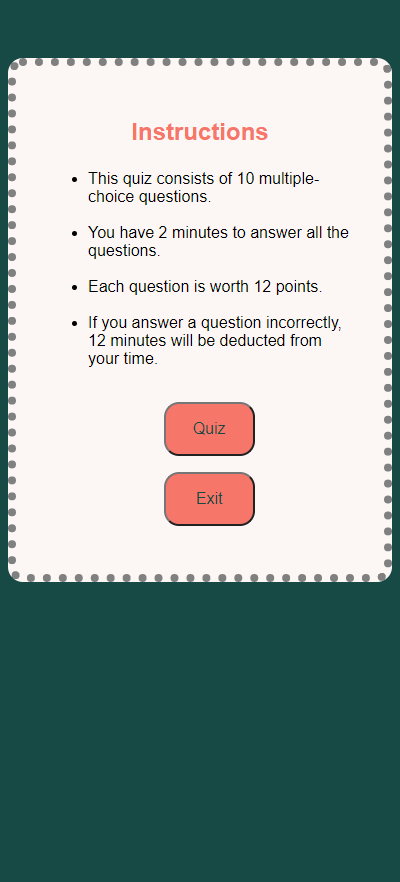 Instructions
This quiz consists of 10 multiple-
choice questions.
You have 2 minutes to answer all the
questions.
Each question is worth 12 points.
If you answer a question incorrectly,
12 minutes will be deducted from
your time.
Quiz
Exit